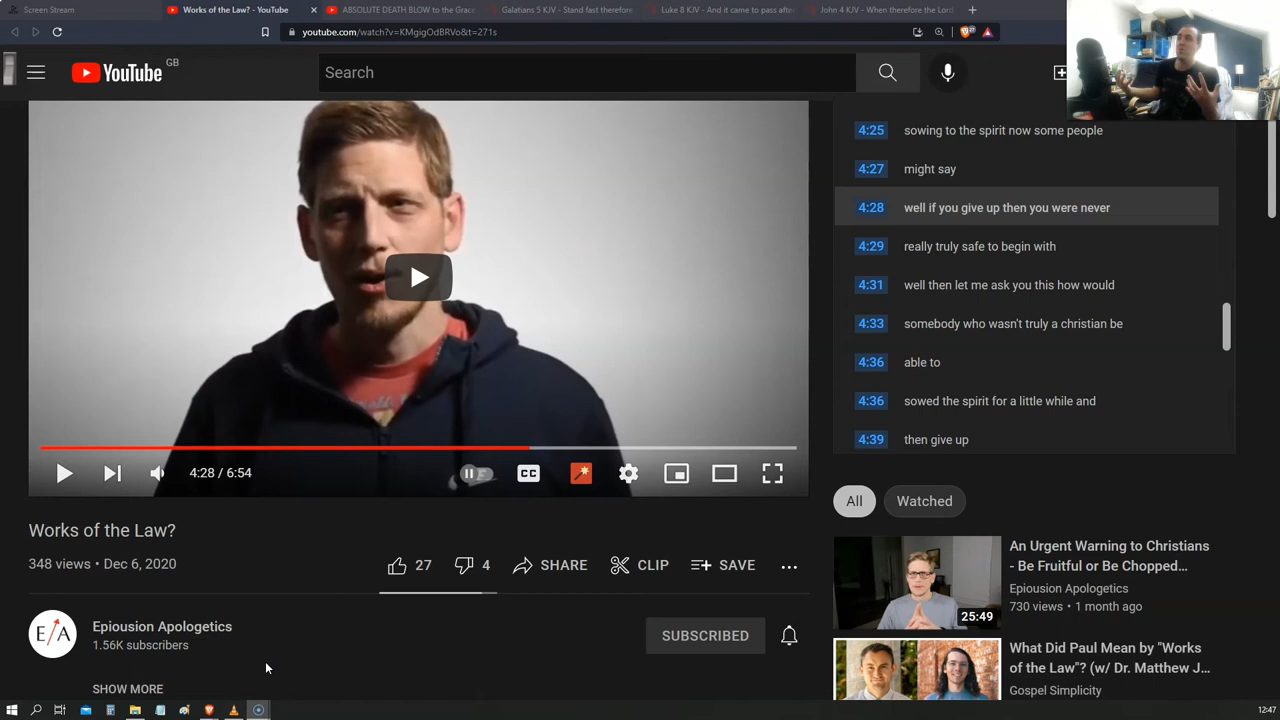 Screen Stream
Works of the Law? - YouTube
ABSOLUTE DEATH BLOW to the Grace
Galatians 5 KJV - Stand fast therefore
Luke 8 KJV - And it came to pass after
John 4 KJV - When therefore the Lord
youtube.com/watch?v=KMgigOdBRVo&t=271s
YouTube GB
Search
4:25 sowing to the spirit now some people
4:27 might say
4:28 well if you give up then you were never
4:29 really truly safe to begin with
4:31 well then let me ask you this how would
4:33 somebody who wasn't truly a christian be
4:36 able to
4:36 sowed the spirit for a little while and
4:39 then give up
4:28 / 6:54
CC
Works of the Law?
348 views • Dec 6, 2020
27
4
SHARE
CLIP
SAVE
E/A
Epiousion Apologetics
1.56K subscribers
SUBSCRIBED
SHOW MORE
All
Watched
An Urgent Warning to Christians
- Be Fruitful or Be Chopped...
Epiousion Apologetics
730 views • 1 month ago
25:49
What Did Paul Mean by "Works
of the Law"? (w/ Dr. Matthew J...
Gospel Simplicity
12:47